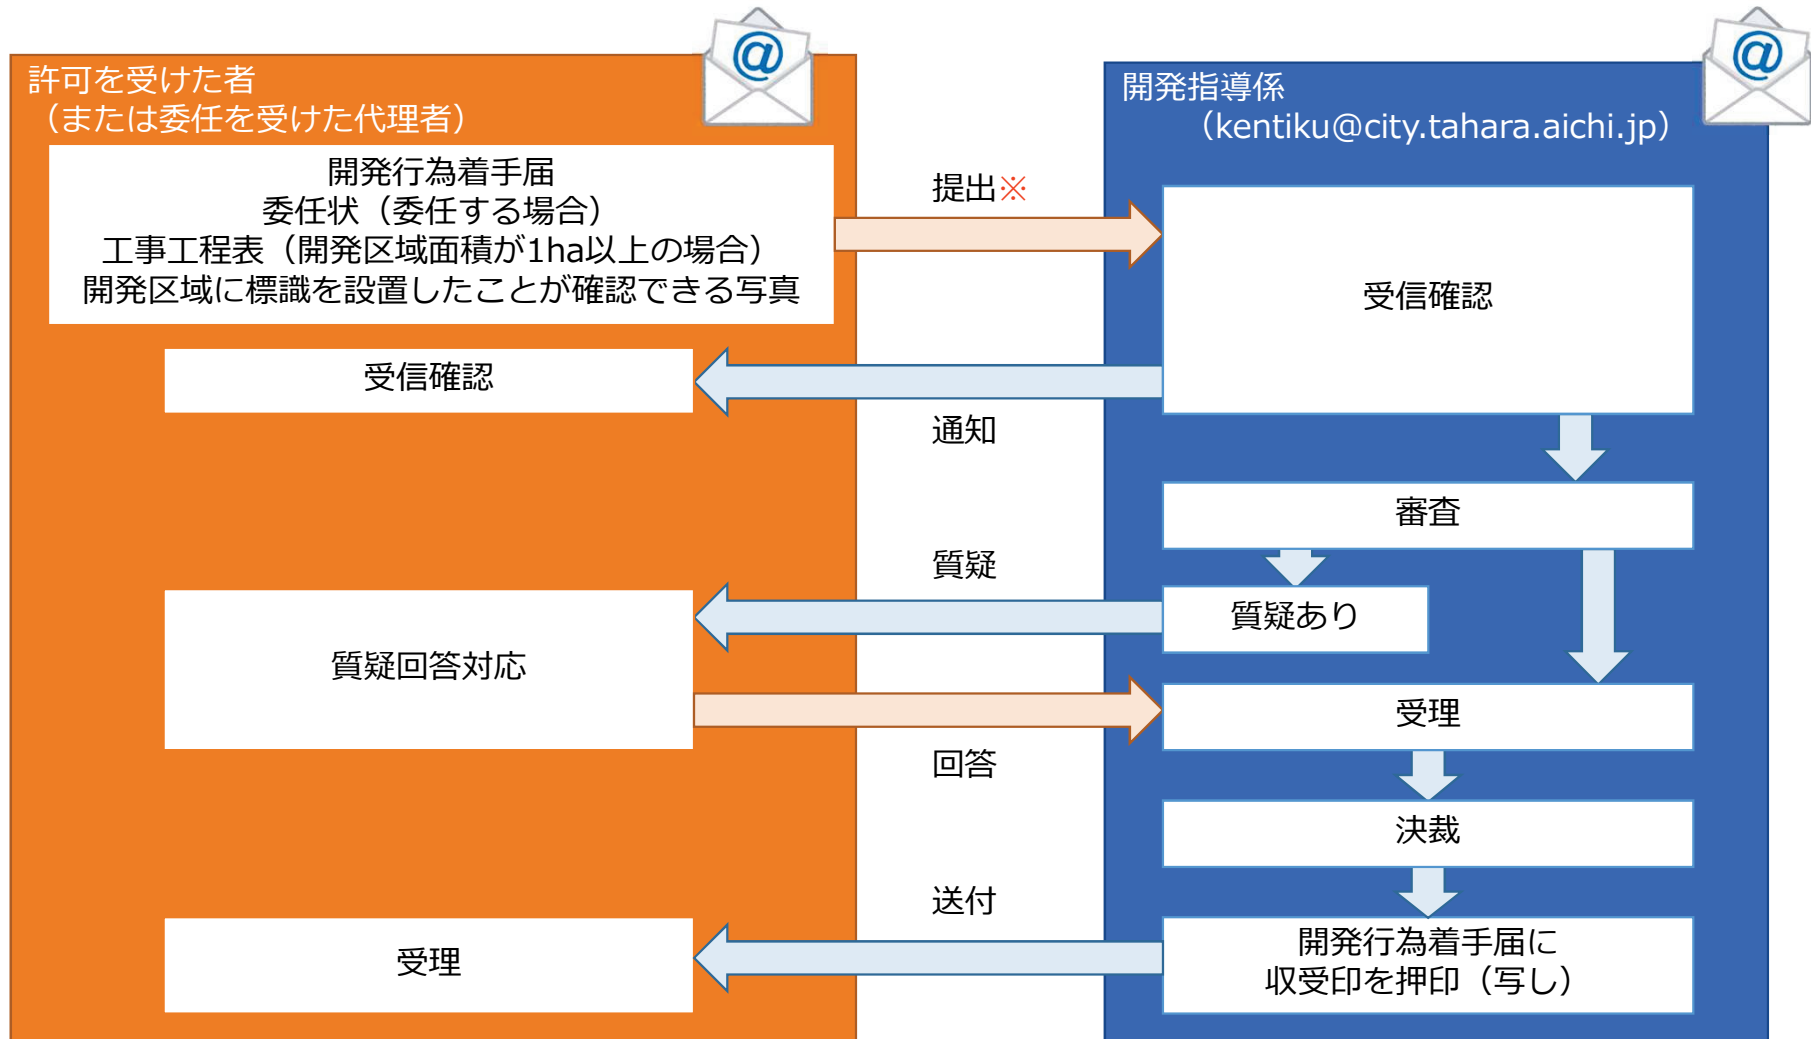 許可を受けた者
（または委任を受けた代理者）
開発行為着手届
委任状（委任する場合）
工事工程表（開発区域面積が1ha以上の場合）
開発区域に標識を設置したことが確認できる写真
提出※
開発指導係
（kentiku@city.tahara.aichi.jp）
受信確認
受信確認
通知
審査
質疑
質疑あり
質疑回答対応
受理
回答
決裁
送付
開発行為着手届に
収受印を押印（写し）
受理